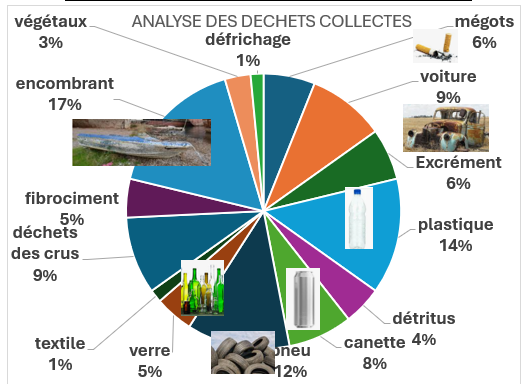 ANALYSE DES DECHETS COLLECTES
mégots
6%
voiture
9%
Excrément
6%
plastique
14%
détritus
4%
canette
8%
12%
verre
5%
textile
1%
déchets
des crus
9%
fibrociment
5%
encombrant
17%
végétaux
3%
défrichage
1%